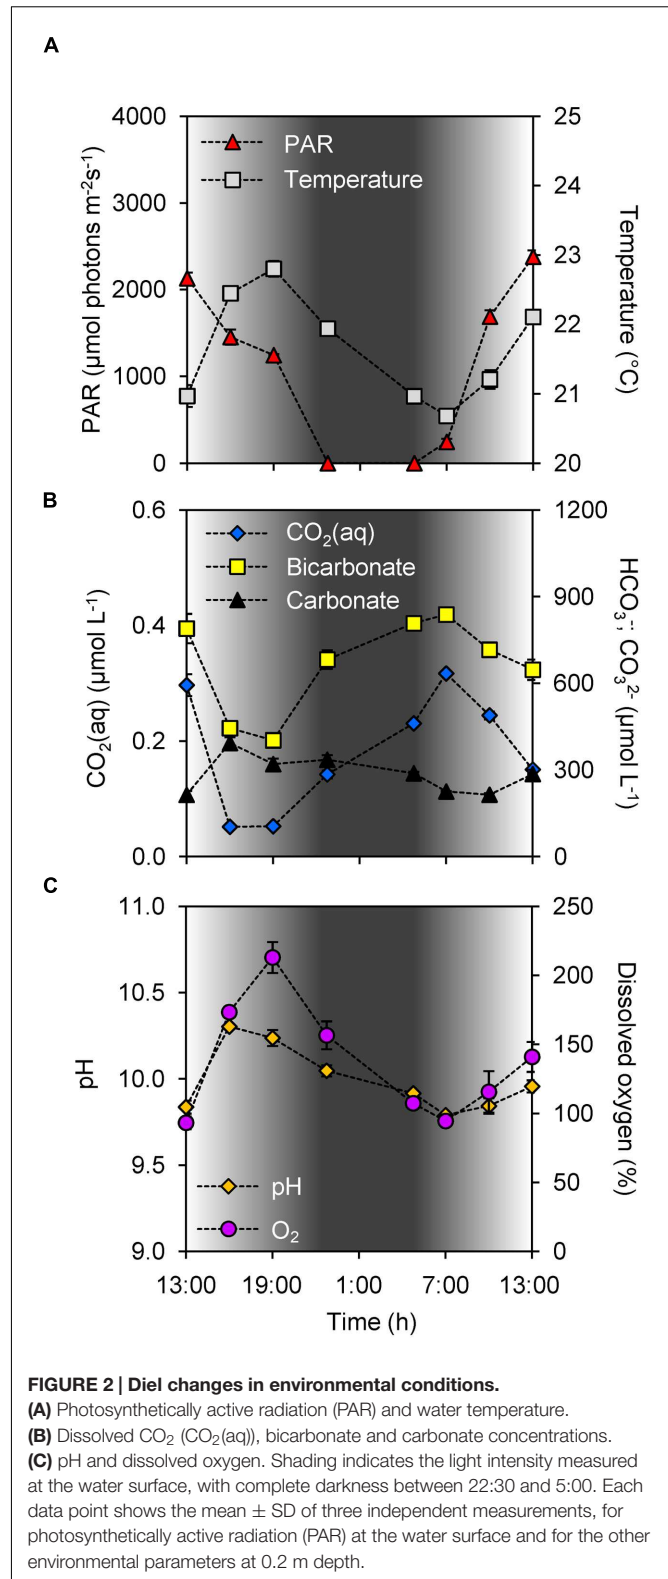 A
4000
3000
2000
1000
0
PAR (µmol photons m-2s-1)
PAR
Temperature
25
24
23
22
21
20
Temperature (°C)
B
0.6
0.4
0.2
0.0
CO2(aq) (µmol L-1)
CO2(aq)
Bicarbonate
Carbonate
1200
900
600
300
0
HCO3-; CO32- (µmol L-1)
C
11.0
10.5
10.0
9.5
9.0
pH
pH
O2
250
200
150
100
50
0
Dissolved oxygen (%)
13:00 19:00 1:00 7:00 13:00
Time (h)
FIGURE 2 | Diel changes in environmental conditions.
(A) Photosynthetically active radiation (PAR) and water temperature.
(B) Dissolved CO2 (CO2(aq)), bicarbonate and carbonate concentrations.
(C) pH and dissolved oxygen. Shading indicates the light intensity measured
at the water surface, with complete darkness between 22:30 and 5:00. Each
data point shows the mean ± SD of three independent measurements, for
photosynthetically active radiation (PAR) at the water surface and for the other
environmental parameters at 0.2 m depth.